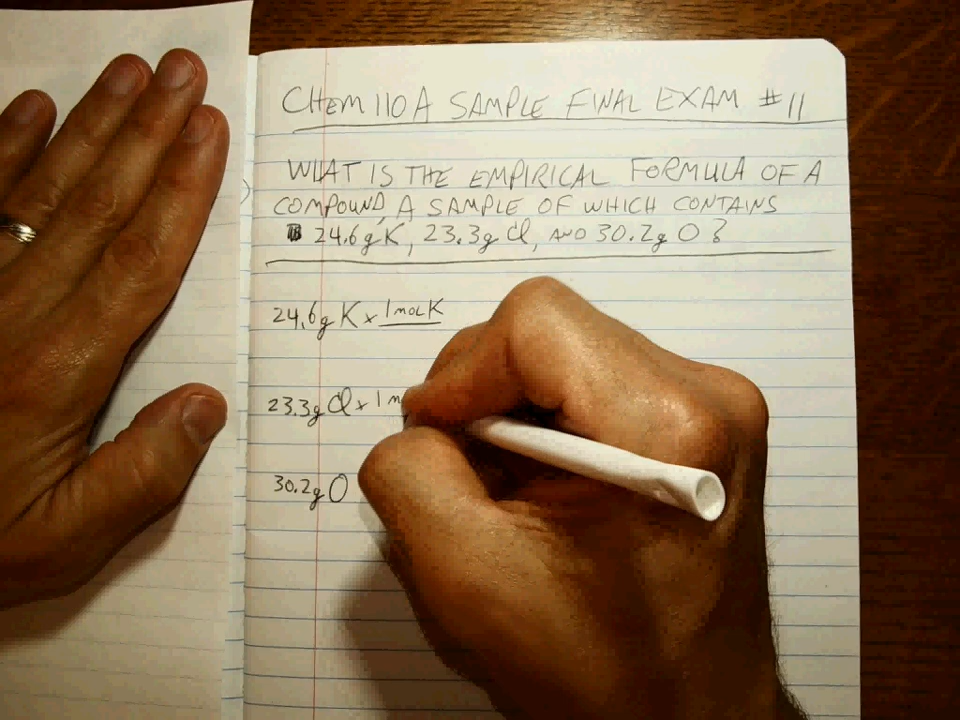 CHEM 110A SAMPLE FINAL EXAM #11
WHAT IS THE EMPIRICAL FORMULA OF A
COMPOUND, A SAMPLE OF WHICH CONTAINS
24.6g K, 23.3g Cl, AND 30.2g O?
24.6g K x 1 MOL K
23.3g Cl x 1 M
30.2g O